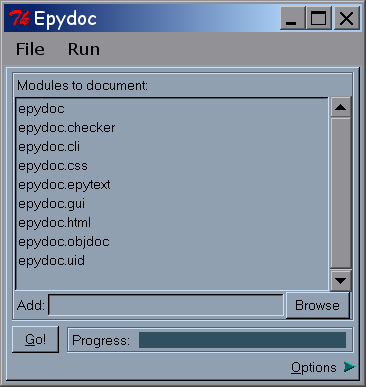 Tk Epydoc
File Run
Modules to document:
epydoc
epydoc.checker
epydoc.cli
epydoc.css
epydoc.epytext
epydoc.gui
epydoc.html
epydoc.objdoc
epydoc.uid
Add: Browse
Go! Progress:
Options